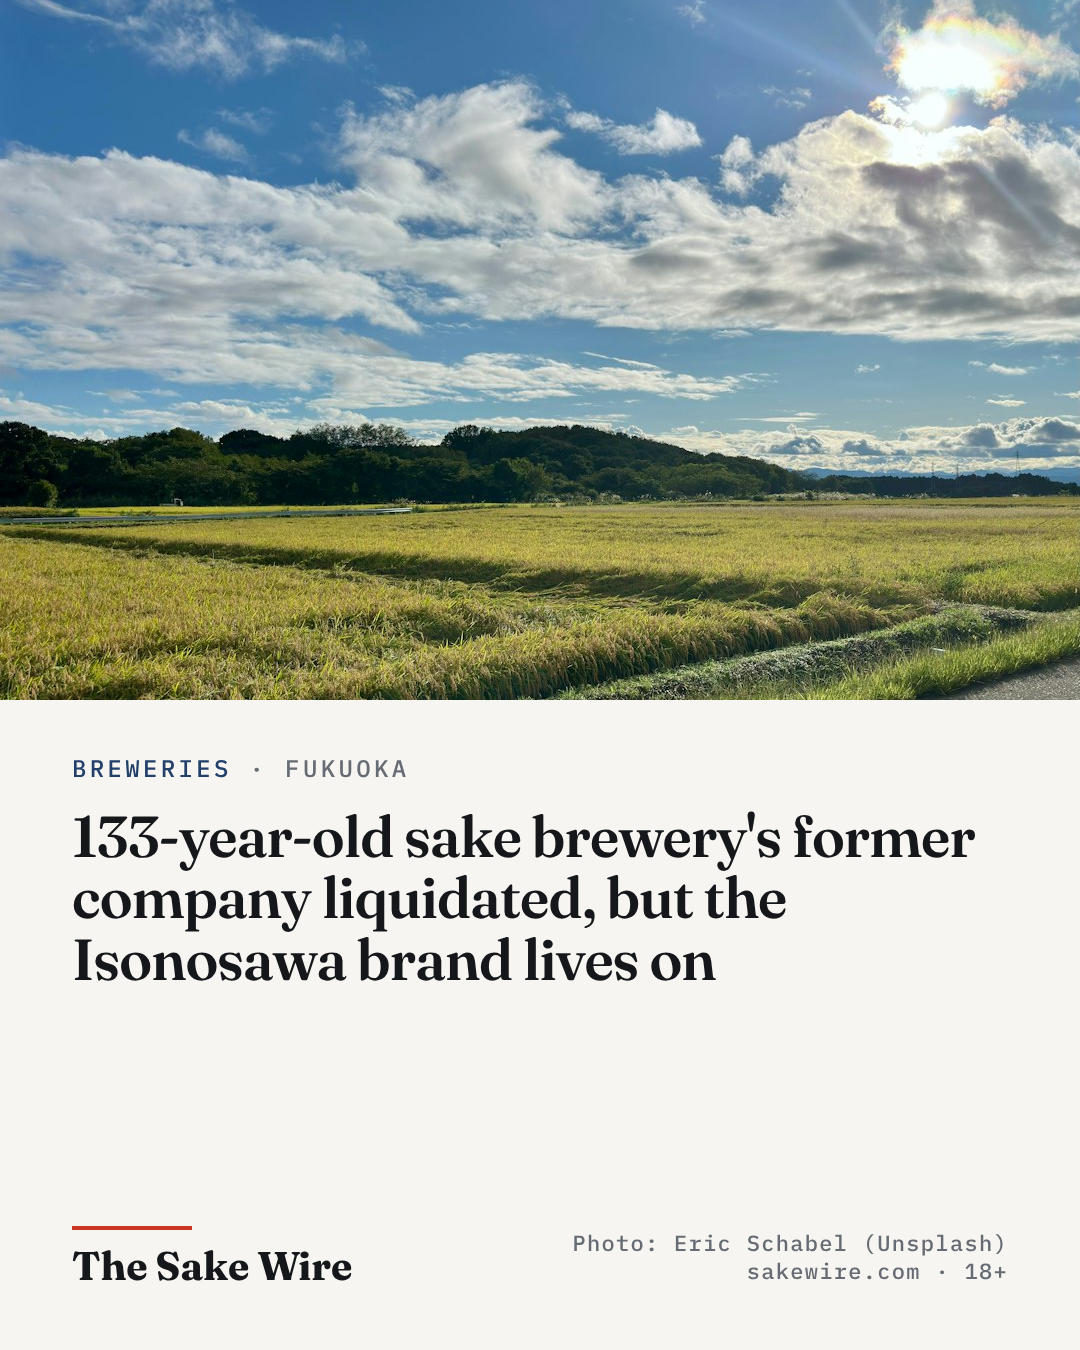 BREWERIES · FUKUOKA
133-year-old sake brewery's former
company liquidated, but the
Isonosawa brand lives on
The Sake Wire
Photo: Eric Schabel (Unsplash)
sakewire.com · 18+